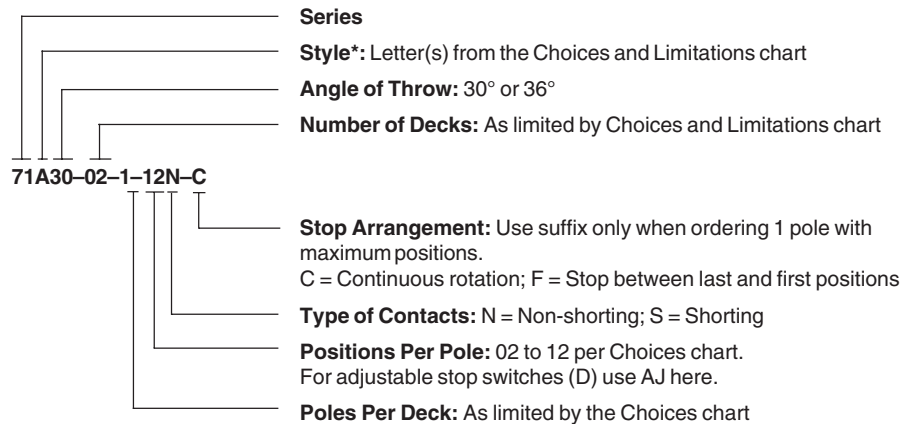 Series
Style*: Letter(s) from the Choices and Limitations chart
Angle of Throw: 30° or 36°
Number of Decks: As limited by Choices and Limitations chart
71A30–02–1–12N–C
Stop Arrangement: Use suffix only when ordering 1 pole with
maximum positions.
C = Continuous rotation; F = Stop between last and first positions
Type of Contacts: N = Non-shorting; S = Shorting
Positions Per Pole: 02 to 12 per Choices chart.
For adjustable stop switches (D) use AJ here.
Poles Per Deck: As limited by the Choices chart